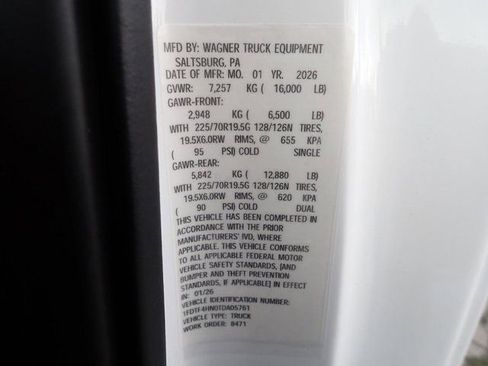 MFD BY: WAGNER TRUCK EQUIPMENT
SALTSBURG, PA
DATE OF MFR: MO. 01 YR. 2026
GVWR: 7,257 KG ( 16,000 LB)
GAWR-FRONT:
2,948 KG ( 6,500 LB)
WITH 225/70R19.5G 128/126N TIRES,
19.5X6.0RW RIMS, @ 655 KPA
( 95 PSI) COLD SINGLE
GAWR-REAR:
5,842 KG ( 12,880 LB)
WITH 225/70R19.5G 128/126N TIRES,
19.5X6.0RW RIMS, @ 620 KPA
( 90 PSI) COLD DUAL
THIS VEHICLE HAS BEEN COMPLETED IN
ACCORDANCE WITH THE PRIOR
MANUFACTURERS' IVD, WHERE
APPLICABLE. THIS VEHICLE CONFORMS
TO ALL APPLICABLE FEDERAL MOTOR
VEHICLE SAFETY STANDARDS, [AND
BUMPER AND THEFT PREVENTION
STANDARDS, IF APPLICABLE] IN EFFECT
IN: 01/26
VEHICLE IDENTIFICATION NUMBER:
1FDTF4HN0TDA05761
VEHICLE TYPE: TRUCK
WORK ORDER: 8471